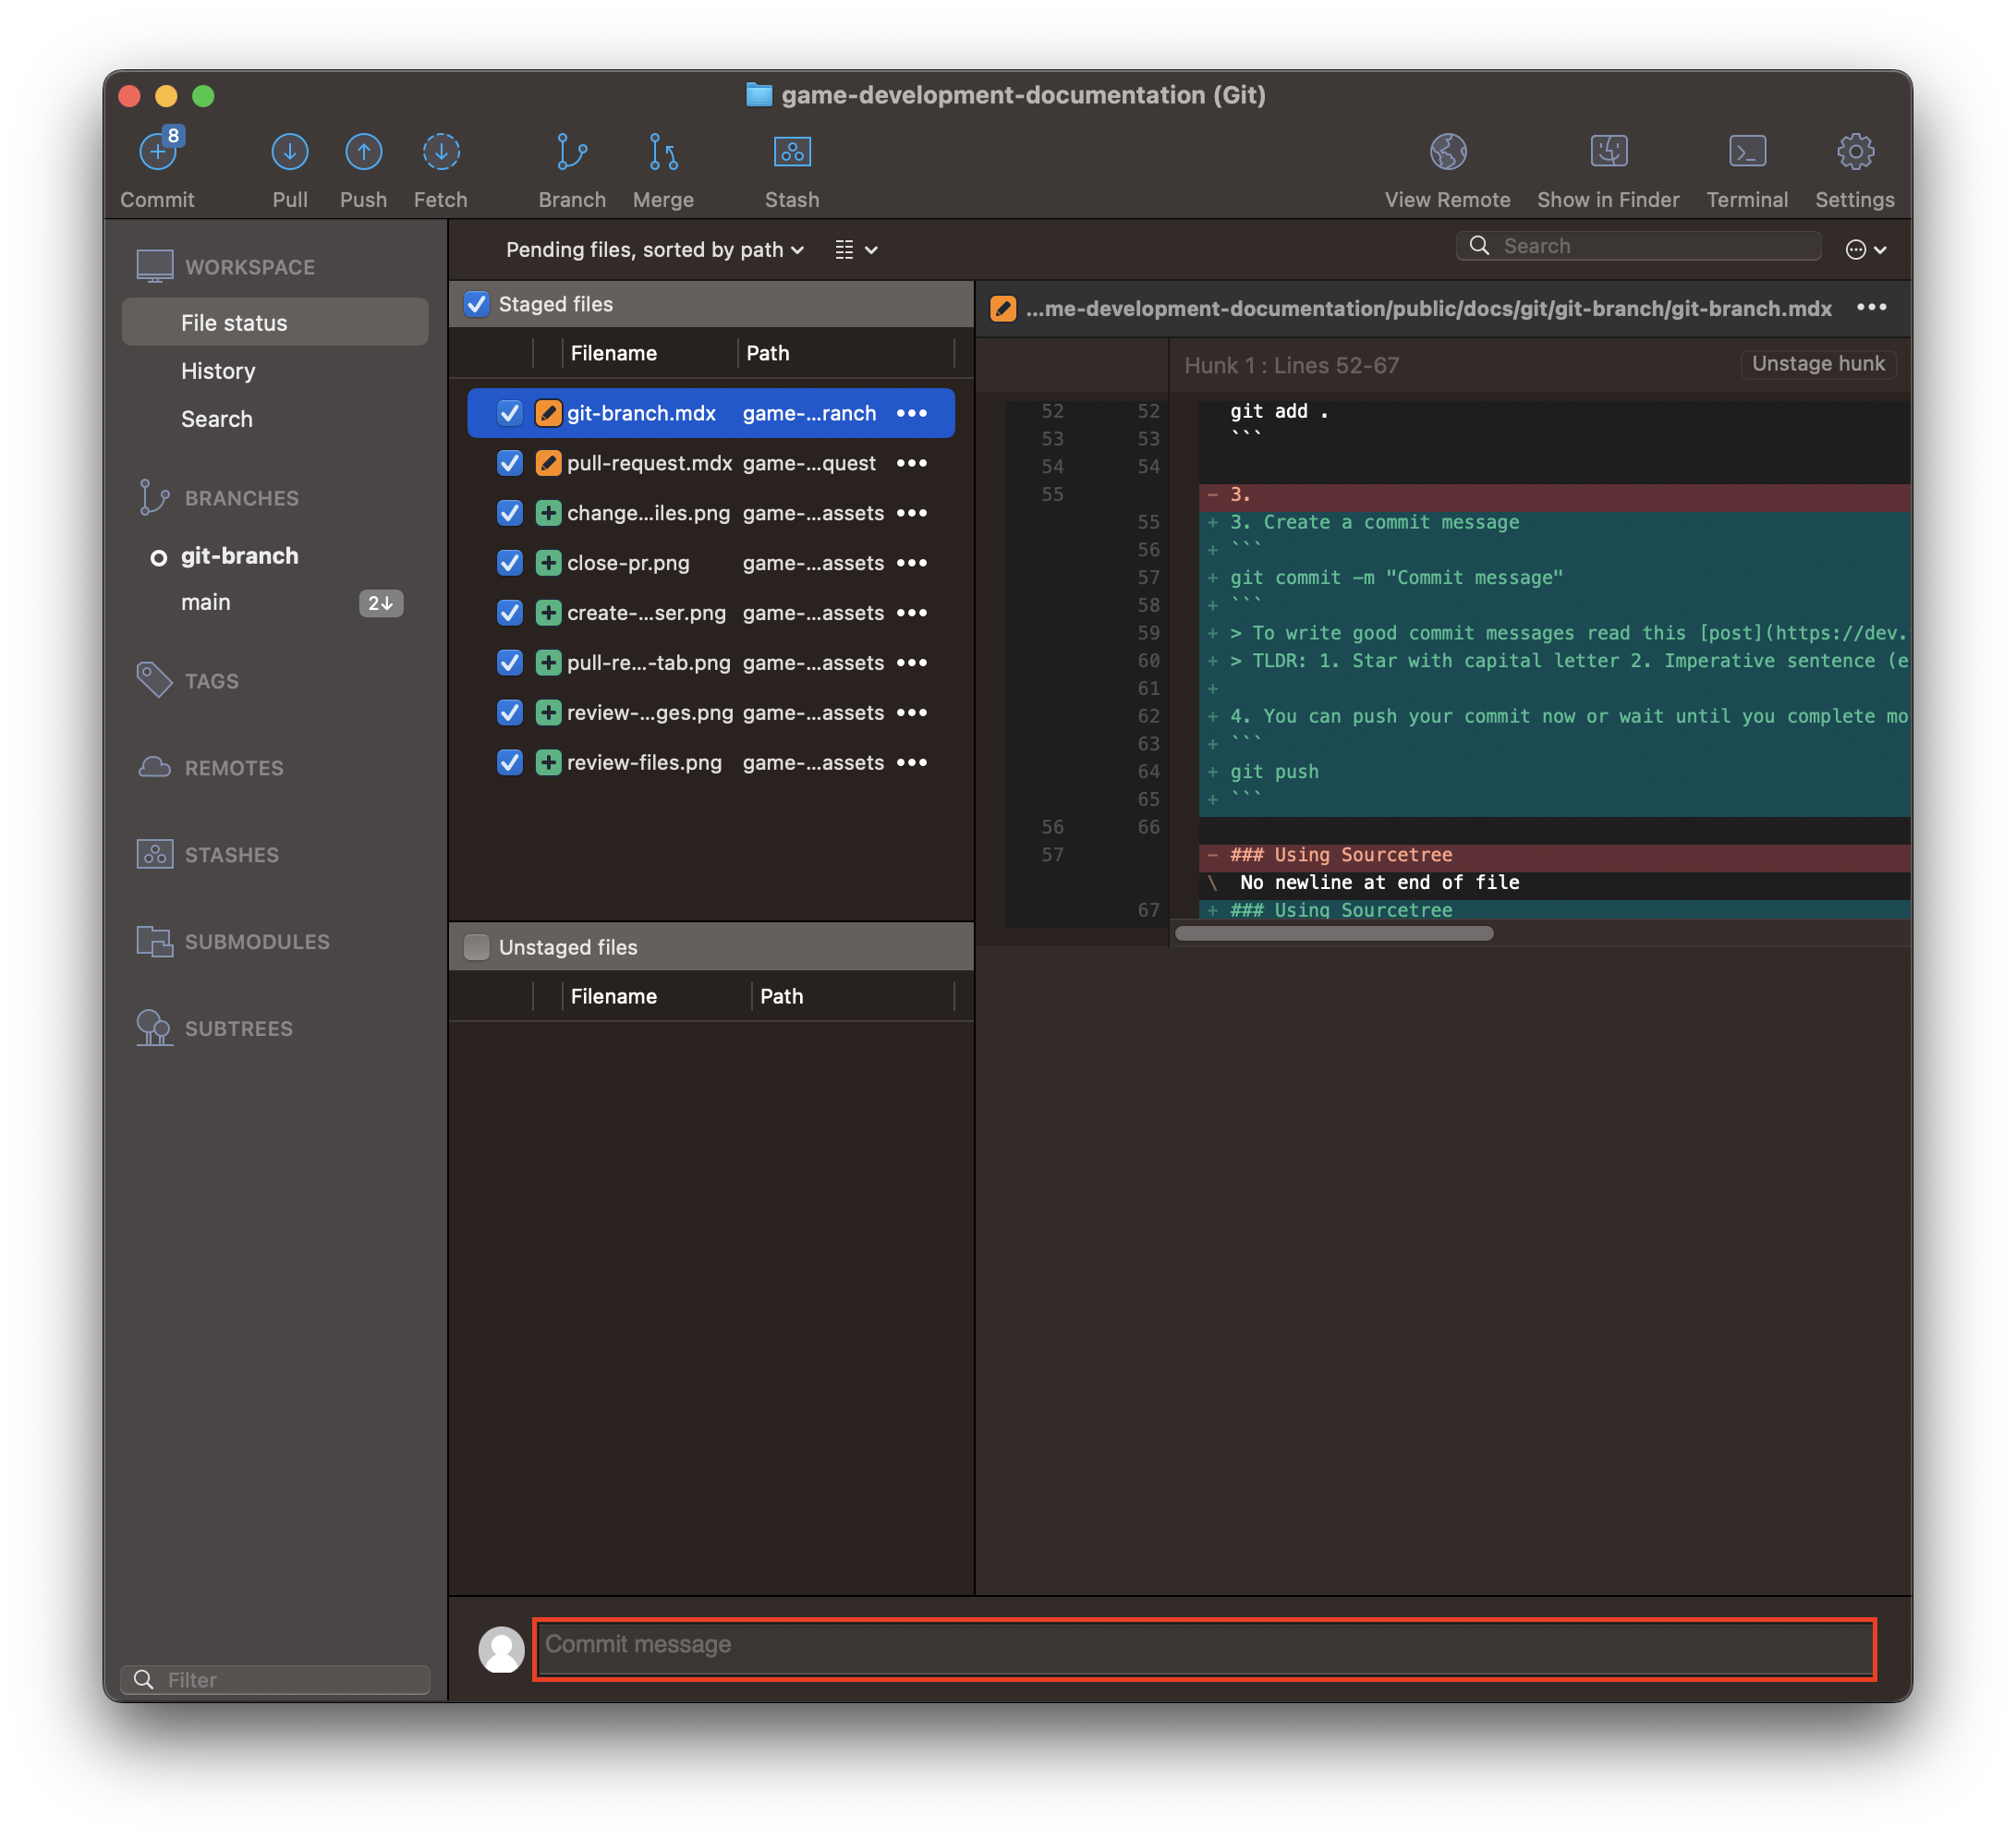 game-development-documentation (Git)
8
Commit
Pull
Push
Fetch
Branch
Merge
Stash
View Remote
Show in Finder
Terminal
Settings
WORKSPACE
File status
History
Search
BRANCHES
git-branch
main
2↓
TAGS
REMOTES
STASHES
SUBMODULES
SUBTREES
Filter
Pending files, sorted by path
Search
Staged files
Filename Path
git-branch.mdx game-...ranch •••
pull-request.mdx game-...quest •••
change...iles.png game-...assets •••
close-pr.png game-...assets •••
create-...ser.png game-...assets •••
pull-re...-tab.png game-...assets •••
review-...ges.png game-...assets •••
review-files.png game-...assets •••
Unstaged files
Filename Path
...me-development-documentation/public/docs/git/git-branch/git-branch.mdx •••
Hunk 1 : Lines 52-67
Unstage hunk
52 52 git add .
53 53 ```
54 54
55 - 3.
55 + 3. Create a commit message
56 + ```
57 + git commit -m "Commit message"
58 + ```
59 + > To write good commit messages read this [post](https://dev.
60 + > TLDR: 1. Star with capital letter 2. Imperative sentence (e
61 +
62 + 4. You can push your commit now or wait until you complete mo
63 + ```
64 + git push
65 + ```
56 66
57 - ### Using Sourcetree
\ No newline at end of file
67 + ### Using Sourcetree
Commit message